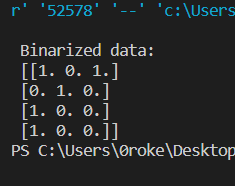 r' '52578' '--' 'c:\Users
Binarized data:
[[1. 0. 1.]
[0. 1. 0.]
[1. 0. 0.]
[1. 0. 0.]]
PS C:\Users\0roke\Desktop